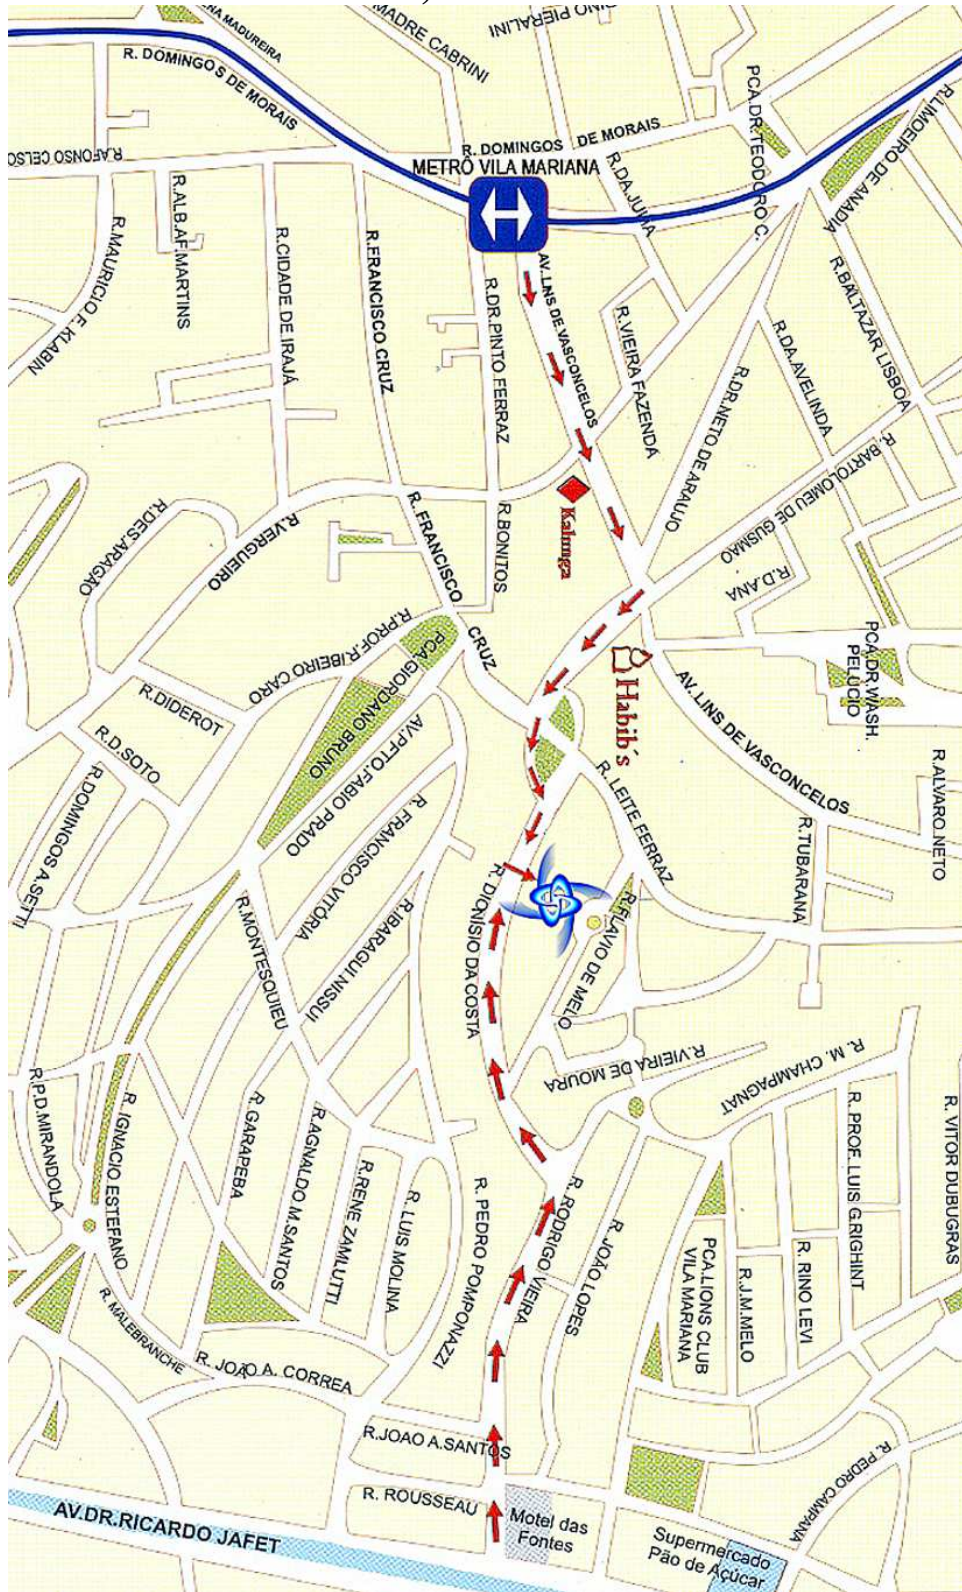 MADRE CABRINI
INO PIERALINI
NA MADUREIRA
R. DOMINGOS DE MORAIS
PCA.DR.TEODORO C.
R.LIMOEIRO DE ANADIA
R. DOMINGOS DE MORAIS
METRÔ VILA MARIANA
R.AFONSO CELSO
R.ALB.AF.MARTINS
R.MAURICIO F. KLABIN
R.CIDADE DE IRAJÁ
R.FRANCISCO CRUZ
R.DR.PINTO FERRAZ
AV.LINS DE VASCONCELOS
R.VIEIRA FAZENDA
R.BALTAZAR LISBOA
R.DA.AVELINDA
R.DR.NETO DE ARAUJO
R. BARTOLOMEU DE GUSMAO
Kalunga
R.BONITOS
R. FRANCISCO
CRUZ
R.VERGUEIRO
R.DES.ARAGÃO
R.D.ANA
R.PROF.R.IBEIRO CARO
PCA.GIORDANO BRUNO
Habib´s
PCA.DR.WASH.
PELUCIO
AV. LINS DE VASCONCELOS
R.DIDEROT
R.D.SOTO
R.DOMINGOS A.SETTI
AV.PFTO.FABIO PRADO
R. FRANCISCO VITÓRIA
R. LEITE FERRAZ
R.TUBARANA
R.ALVARO NETO
R.MONTESQUIEU
R.IBARAGUI.NISSUI
R. DIONÍSIO DA COSTA
R.FLAVIO DE MELO
R.VIEIRA DE MOURA
R. M. CHAMPAGNAT
R.P.D.MIRANDOLA
R. IGNACIO ESTEFANO
R. GARAPEBA
R.AGNALDO M.SANTOS
R.RENE ZAMLUTTI
R. LUIS MOLINA
R. PEDRO POMPONAZZI
R. RODRIGO VIEIRA
R. JOÃO LOPES
PCA.LIONS CLUB
VILA MARIANA
R.J.M.MELO
R. RINO LEVI
R. PROF. LUIS G.RIGHINT
R. VITOR DUBUGRAS
R. MALEBRANCHE
R. JOÃO A. CORREA
R.JOAO A.SANTOS
R. ROUSSEAU
R. PEDRO CAMPANA
Motel das
Fontes
Supermercado
Pão de Açúcar
AV.DR.RICARDO JAFET